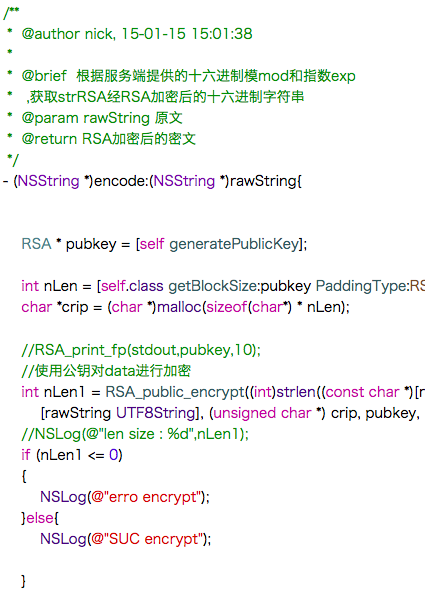 /**
 *  @author nick, 15-01-15 15:01:38
 *
 *  @brief  根据服务端提供的十六进制模mod和指数exp
 *   ,获取strRSA经RSA加密后的十六进制字符串
 *  @param rawString 原文
 *  @return RSA加密后的密文
 */
- (NSString *)encode:(NSString *)rawString{
    RSA * pubkey = [self generatePublicKey];
    int nLen = [self.class getBlockSize:pubkey PaddingType:RS
    char *crip = (char *)malloc(sizeof(char*) * nLen);
    //RSA_print_fp(stdout,pubkey,10);
    //使用公钥对data进行加密
    int nLen1 = RSA_public_encrypt((int)strlen((const char *)[r
        [rawString UTF8String], (unsigned char *) crip, pubkey,
    //NSLog(@"len size : %d",nLen1);
    if (nLen1 <= 0)
    {
        NSLog(@"erro encrypt");
    }else{
        NSLog(@"SUC encrypt");
    }